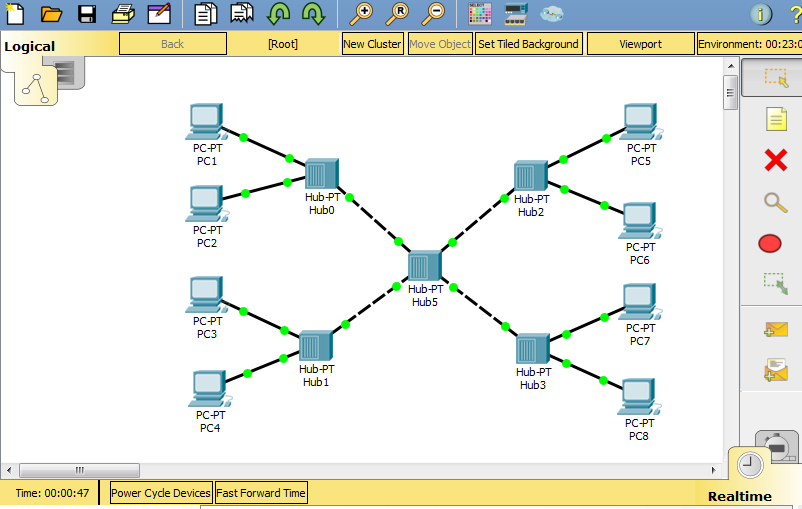 Logical
Back
[Root]
New Cluster
Move Object
Set Tiled Background
Viewport
Environment: 00:23:0
PC-PT
PC1
PC-PT
PC2
PC-PT
PC3
PC-PT
PC4
Hub-PT
Hub0
Hub-PT
Hub1
Hub-PT
Hub5
Hub-PT
Hub2
Hub-PT
Hub3
PC-PT
PC5
PC-PT
PC6
PC-PT
PC7
PC-PT
PC8
Time: 00:00:47
Power Cycle Devices
Fast Forward Time
Realtime